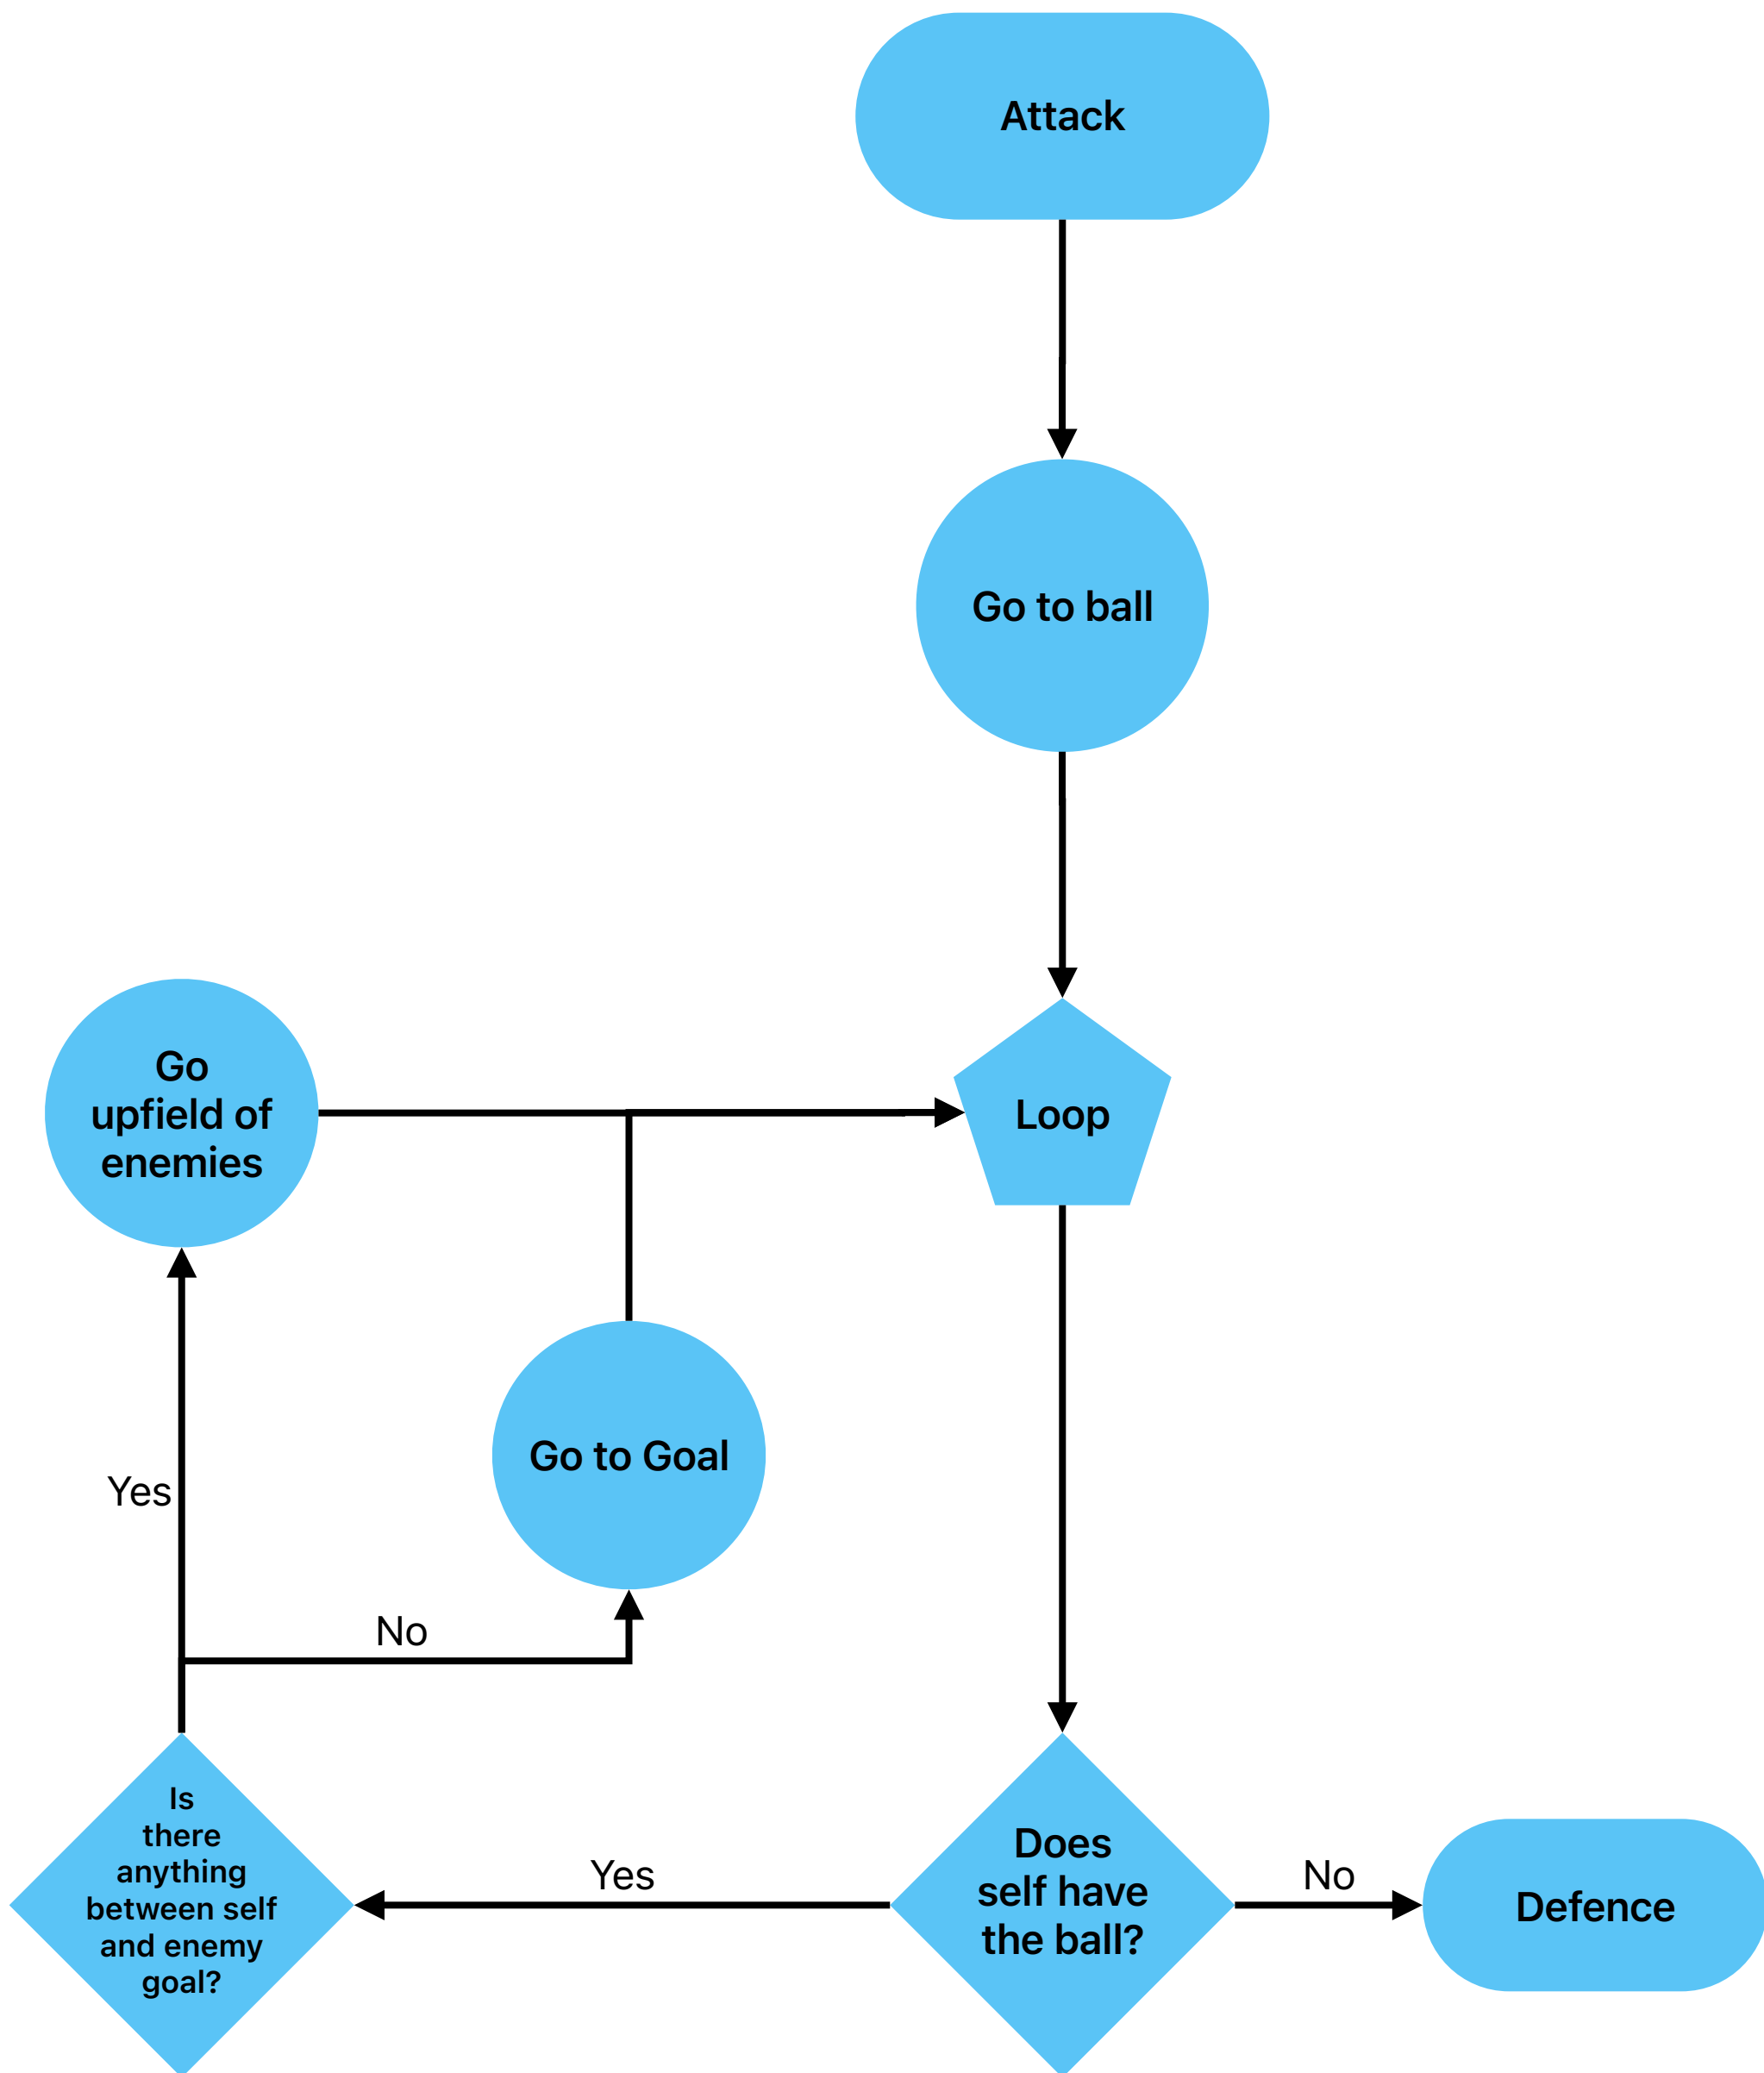 Attack
Go to ball
Go
upfield of
enemies
Loop
Go to Goal
Yes
No
Is
there
anything
between self
and enemy
goal?
Yes
Does
self have
the ball?
No
Defence